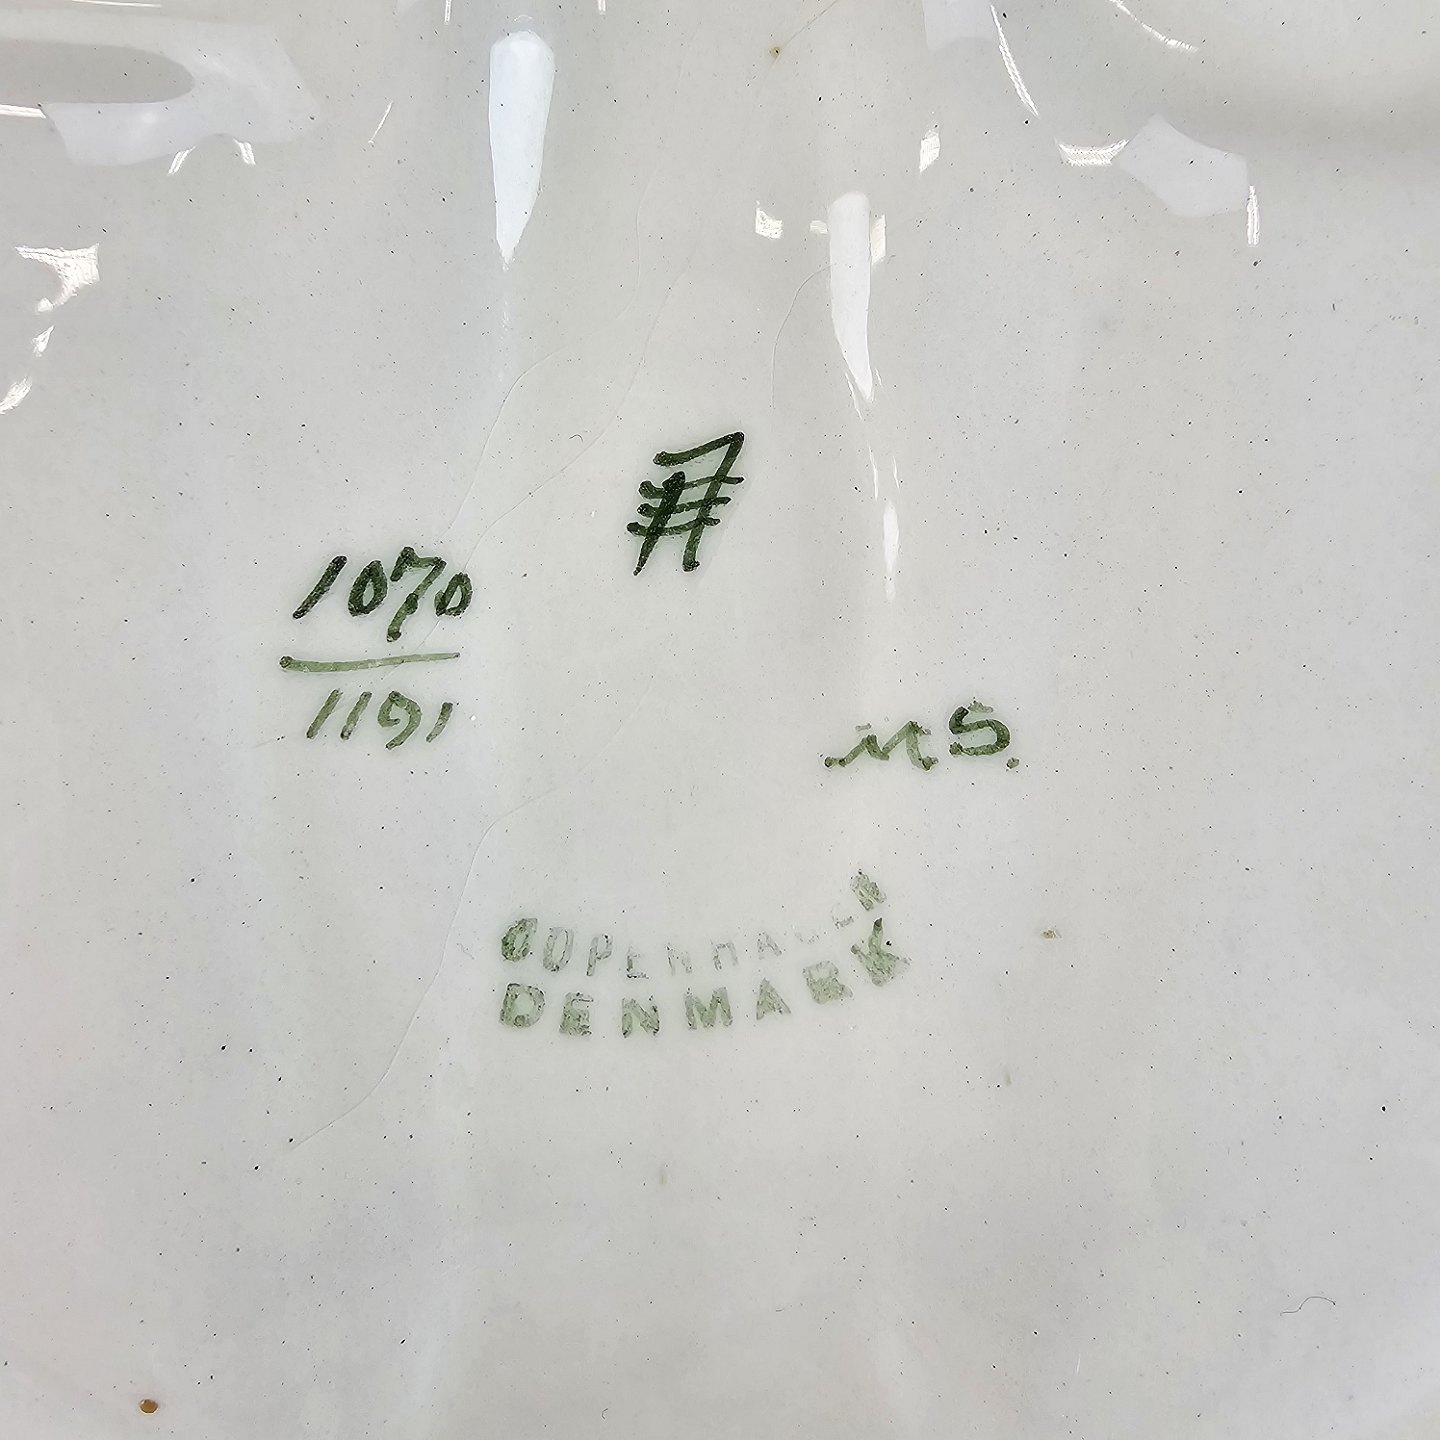 1070
1191
M.S.
COPENHAGEN
DENMARK